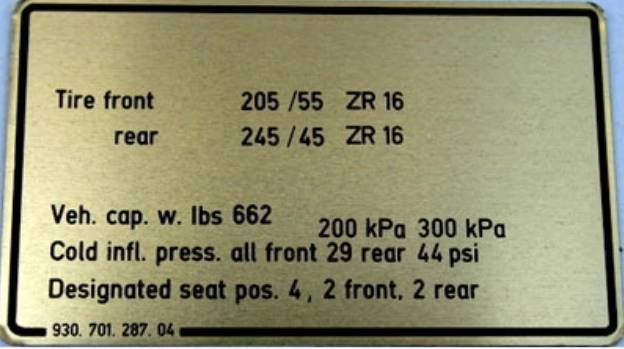 Tire front 205 /55 ZR 16
rear 245 / 45 ZR 16
Veh. cap. w. lbs 662
200 kPa 300 kPa
Cold infl. press. all front 29 rear 44 psi
Designated seat pos. 4, 2 front, 2 rear
930. 701. 287. 04